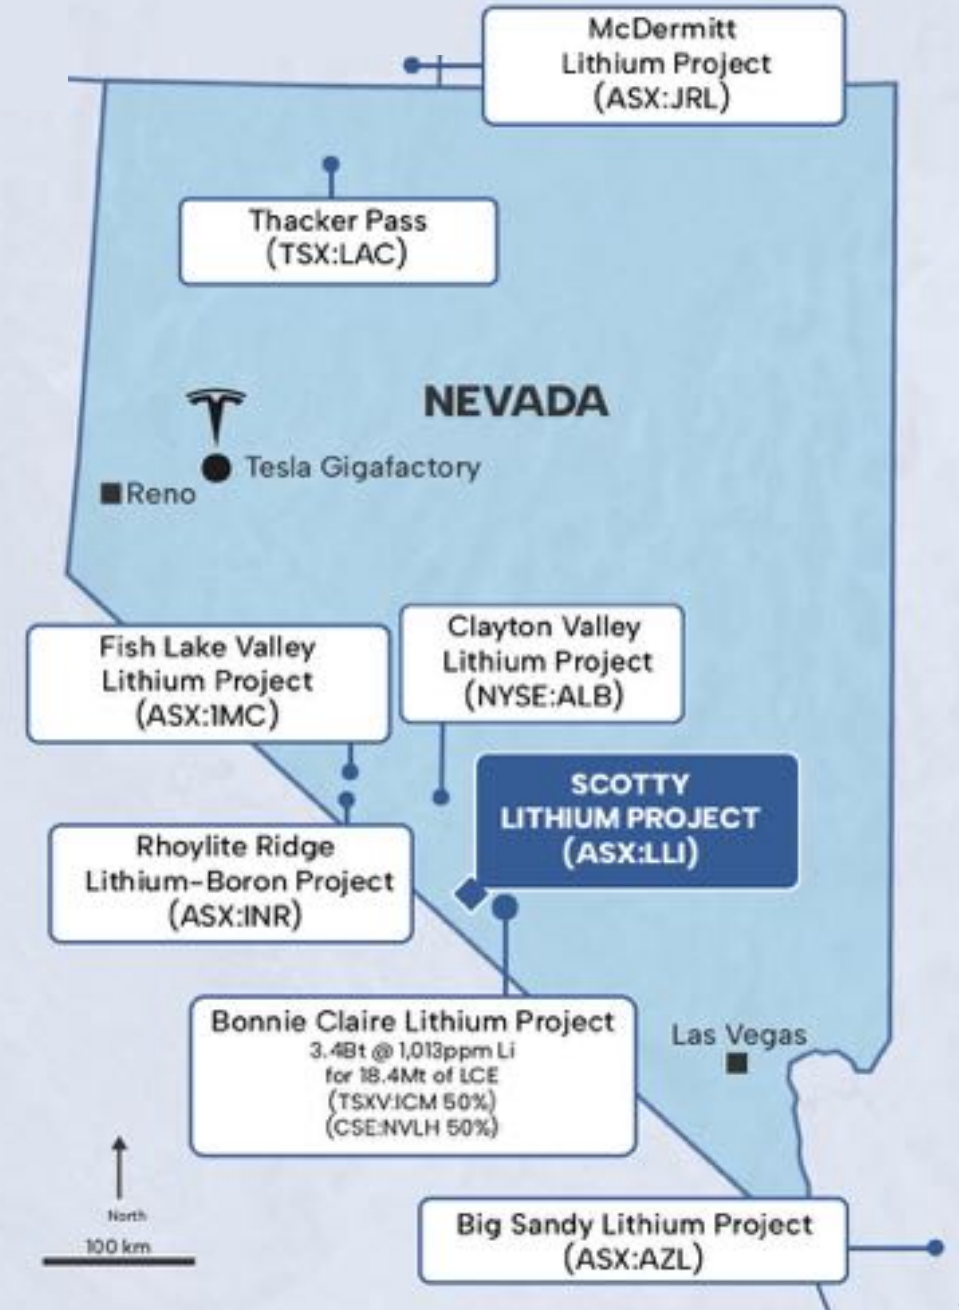 McDermitt
Lithium Project
(ASX:JRL)
Thacker Pass
(TSX:LAC)
NEVADA
Tesla Gigafactory
Reno
Clayton Valley
Lithium Project
(NYSE:ALB)
Fish Lake Valley
Lithium Project
(ASX:1MC)
SCOTTY
LITHIUM PROJECT
(ASX:LLI)
Rhoylite Ridge
Lithium-Boron Project
(ASX:INR)
Bonnie Claire Lithium Project
3.4Bt @ 1,013ppm Li
for 18.4Mt of LCE
(TSXV:ICM 50%)
(CSE:NVLH 50%)
Las Vegas
North
100 km
Big Sandy Lithium Project
(ASX:AZL)